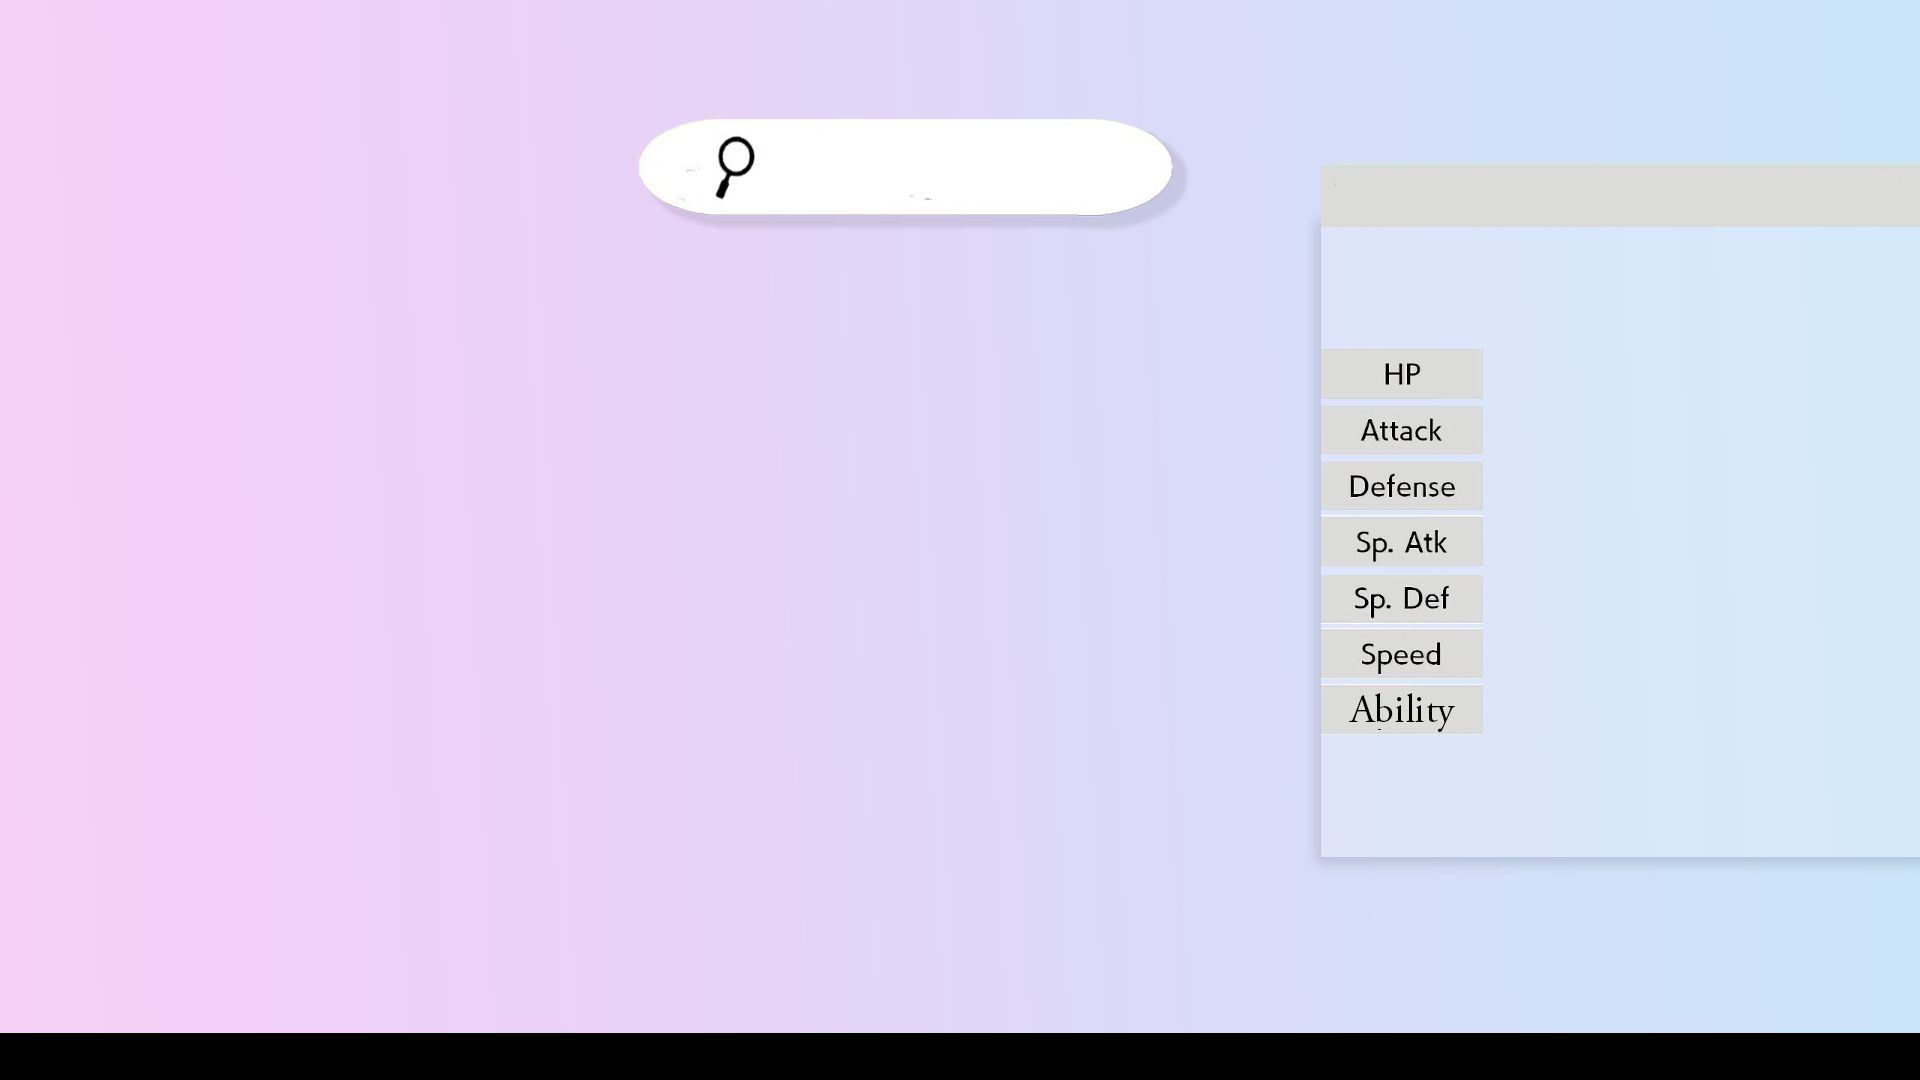 HP
Attack
Defense
Sp. Atk
Sp. Def
Speed
Ability